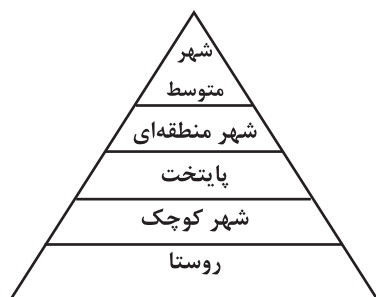 شهر
متوسط
شهر منطقه‌ای
پایتخت
شهر کوچک
روستا